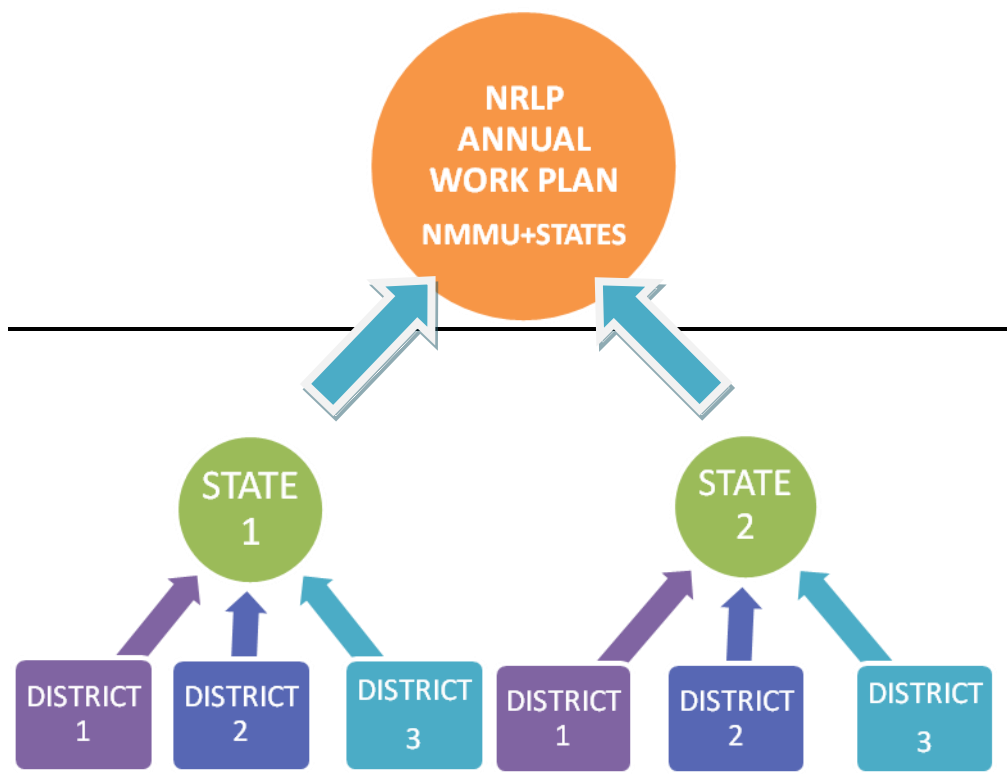 NRLP
ANNUAL
WORK PLAN
NMMU+STATES
STATE
1
STATE
2
DISTRICT
1
DISTRICT
2
DISTRICT
3
DISTRICT
1
DISTRICT
2
DISTRICT
3